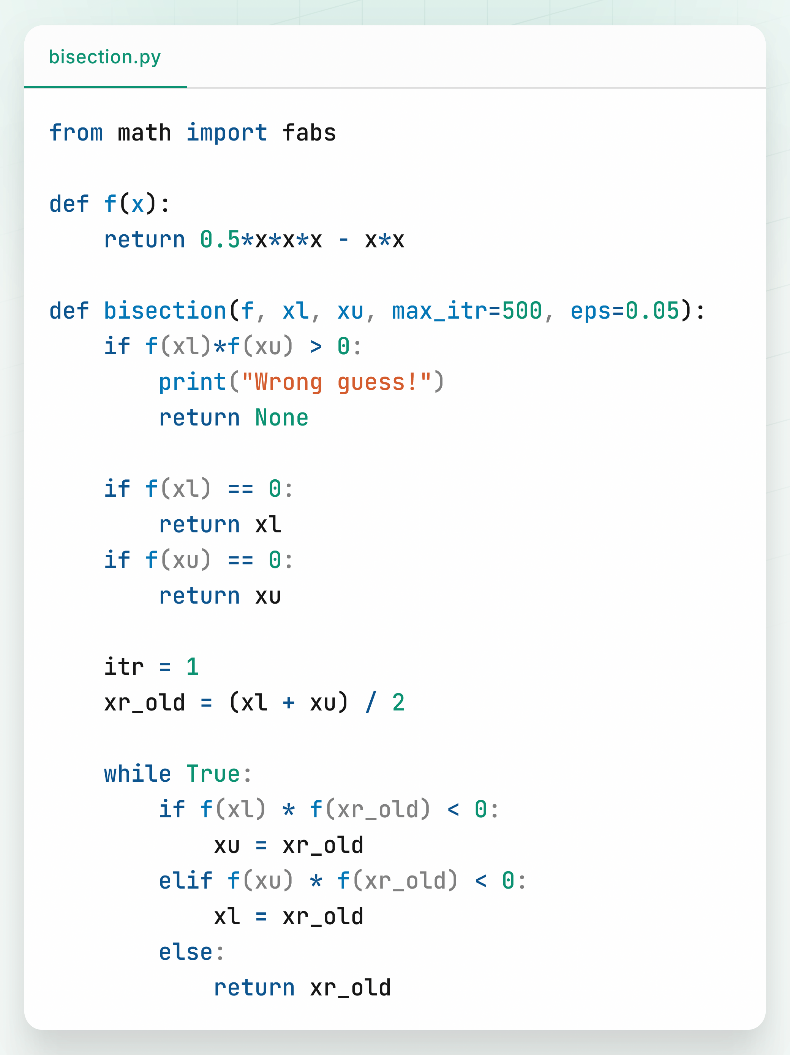 bisection.py
from math import fabs
def f(x):
    return 0.5*x*x*x - x*x
def bisection(f, xl, xu, max_itr=500, eps=0.05):
    if f(xl)*f(xu) > 0:
        print("Wrong guess!")
        return None
    if f(xl) == 0:
        return xl
    if f(xu) == 0:
        return xu
    itr = 1
    xr_old = (xl + xu) / 2
    while True:
        if f(xl) * f(xr_old) < 0:
            xu = xr_old
        elif f(xu) * f(xr_old) < 0:
            xl = xr_old
        else:
            return xr_old